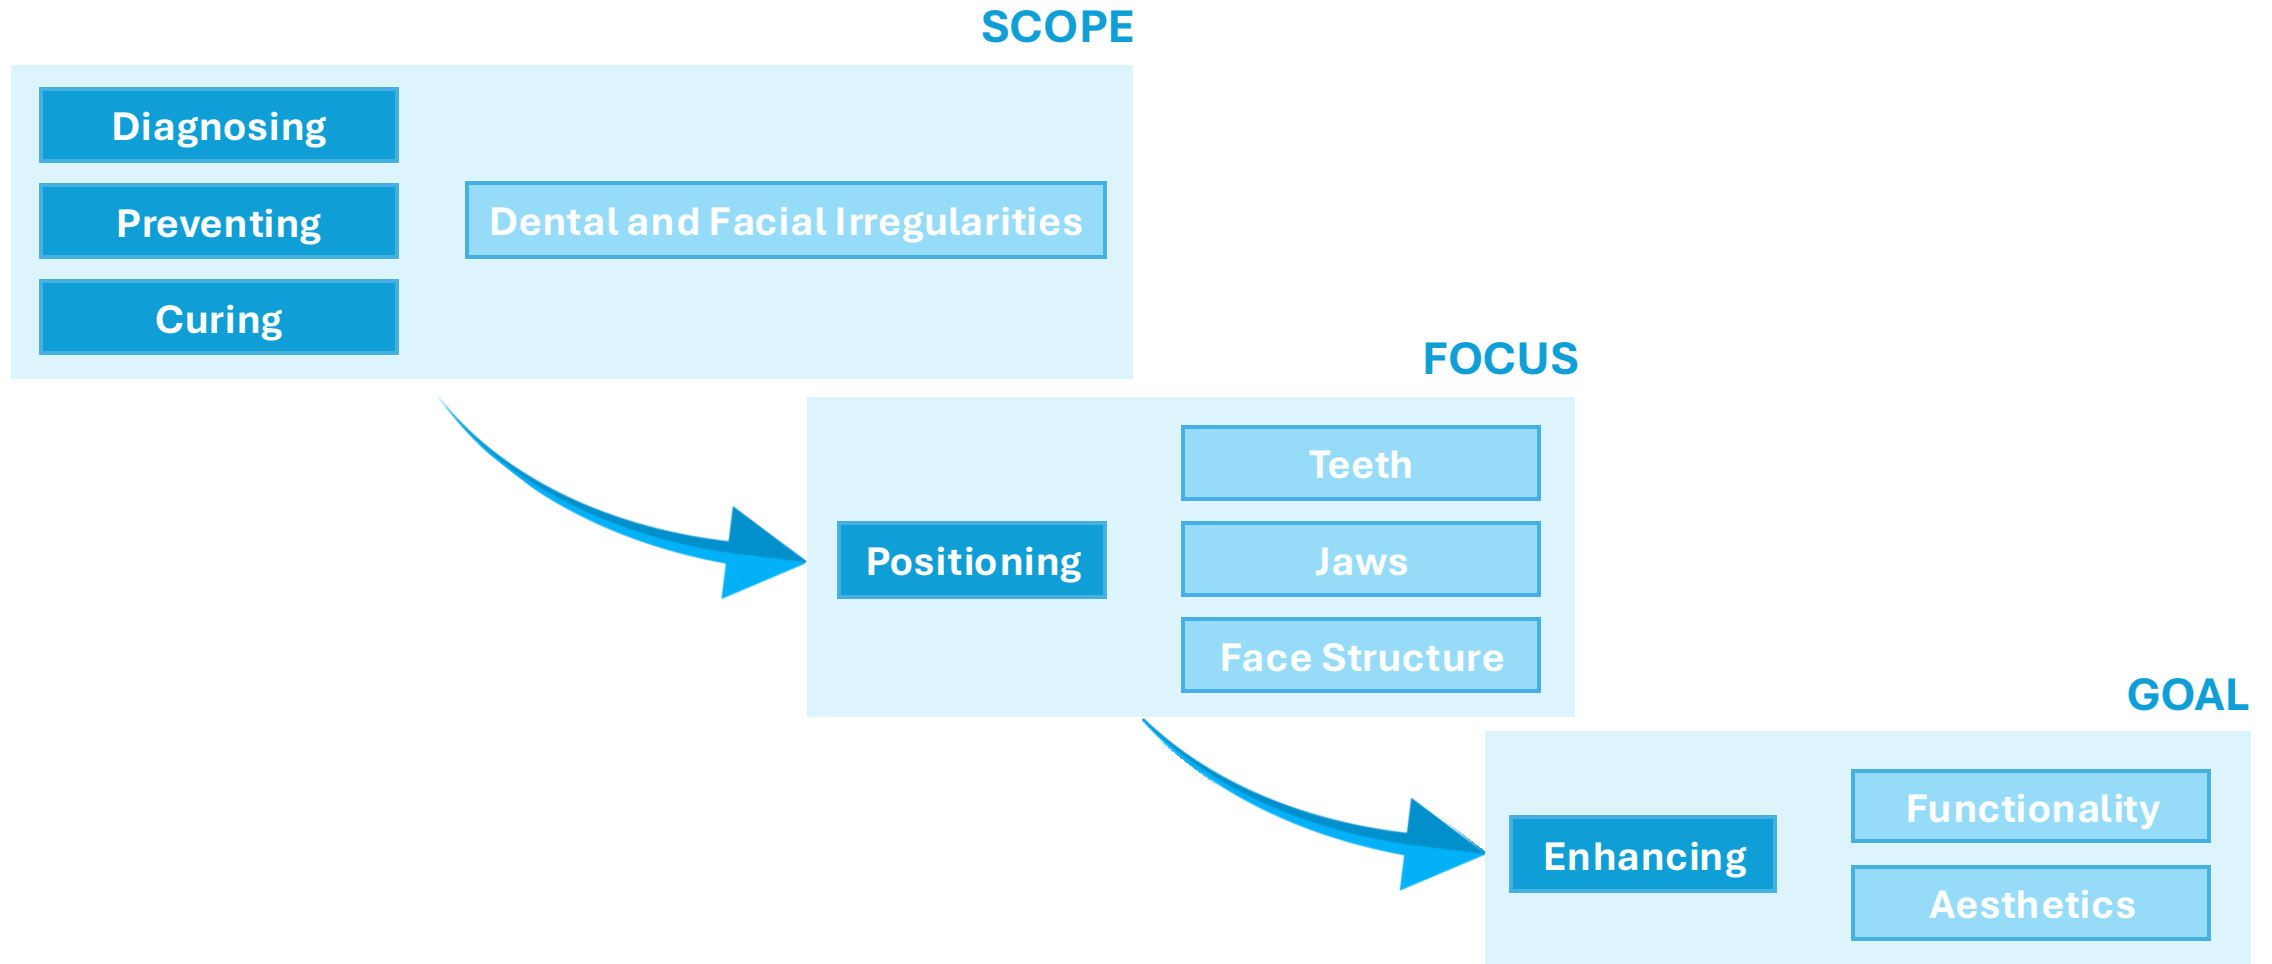 SCOPE
Diagnosing
Preventing
Curing
Dental and Facial Irregularities
FOCUS
Positioning
Teeth
Jaws
Face Structure
GOAL
Enhancing
Functionality
Aesthetics